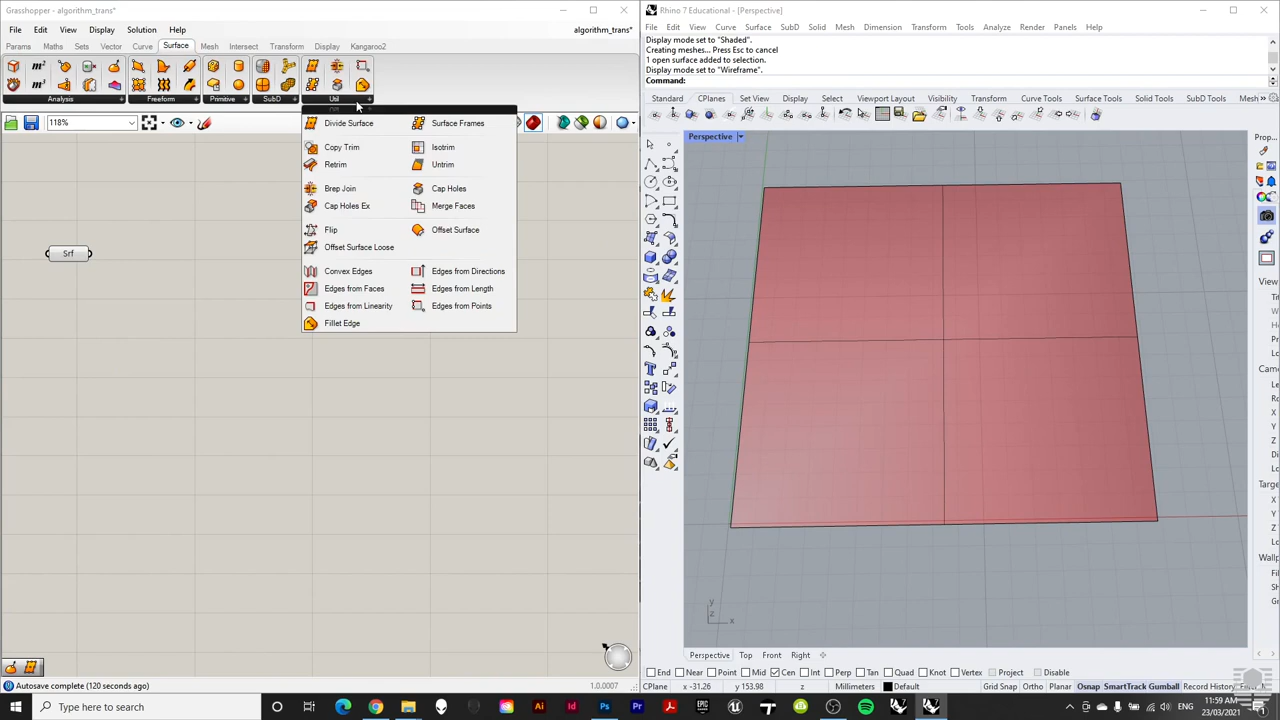 Grasshopper - algorithm_trans*
File Edit View Display Solution Help
algorithm_trans*
Params Maths Sets Vector Curve Surface Mesh Intersect Transform Display Kangaroo2
Analysis Freeform Primitive SubD Util
118%
Divide Surface Surface Frames
Copy Trim Isotrim
Retrim Untrim
Brep Join Cap Holes
Cap Holes Ex Merge Faces
Flip Offset Surface
Offset Surface Loose
Convex Edges Edges from Directions
Edges from Faces Edges from Length
Edges from Linearity Edges from Points
Fillet Edge
Srf
Autosave complete (120 seconds ago)
1.0.0007
Rhino 7 Educational - [Perspective]
File Edit View Curve Surface SubD Solid Mesh Dimension Transform Tools Analyze Render Panels Help
Display mode set to "Shaded".
Creating meshes... Press Esc to cancel
1 open surface added to selection.
Display mode set to "Wireframe".
Command:
Standard CPlanes Set View Display Select Viewport Layout Visibility Transform Curve Tools Surface Tools Solid Tools
Perspective
y
z
x
Perspective Top Front Right
End Near Point Mid Cen Int Perp Tan Quad Knot Vertex Project Disable
CPlane x -31.26 y 153.98 z Millimeters Default Grid Snap Ortho Planar Osnap SmartTrack Gumball Record History
Type here to search
11:59 AM
23/03/2021